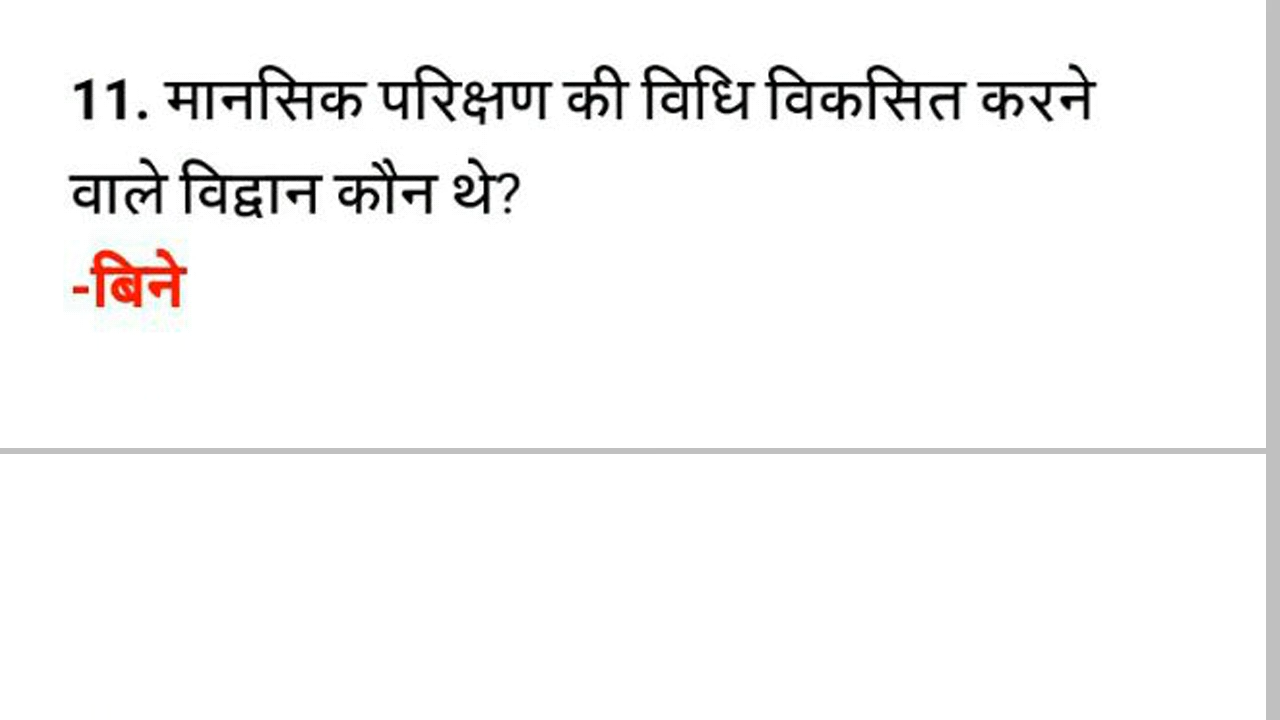 11. मानसिक परिक्षण की विधि विकसित करने
वाले विद्वान कौन थे?
-बिने